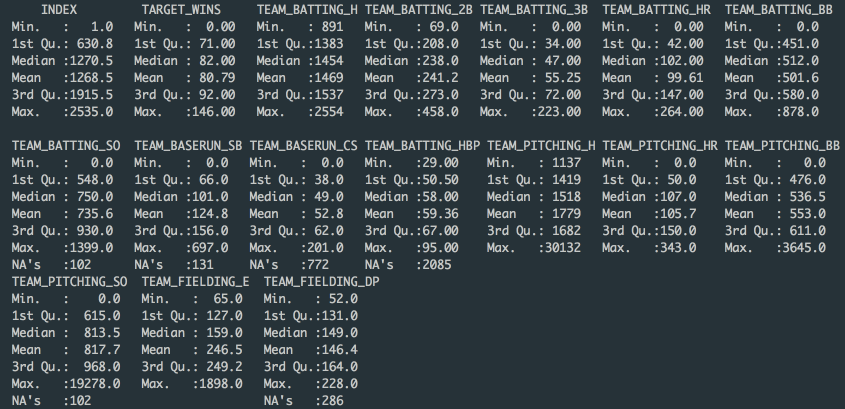 INDEX TARGET_WINS TEAM_BATTING_H TEAM_BATTING_2B TEAM_BATTING_3B TEAM_BATTING_HR TEAM_BATTING_BB
Min. : 1.0 Min. : 0.00 Min. : 891 Min. : 69.0 Min. : 0.00 Min. : 0.00 Min. : 0.0
1st Qu.: 630.8 1st Qu.: 71.00 1st Qu.:1383 1st Qu.:208.0 1st Qu.: 34.00 1st Qu.: 42.00 1st Qu.:451.0
Median :1270.5 Median : 82.00 Median :1454 Median :238.0 Median : 47.00 Median :102.00 Median :512.0
Mean :1268.5 Mean : 80.79 Mean :1469 Mean :241.2 Mean : 55.25 Mean : 99.61 Mean :501.6
3rd Qu.:1915.5 3rd Qu.: 92.00 3rd Qu.:1537 3rd Qu.:273.0 3rd Qu.: 72.00 3rd Qu.:147.00 3rd Qu.:580.0
Max. :2535.0 Max. :146.00 Max. :2554 Max. :458.0 Max. :223.00 Max. :264.00 Max. :878.0
TEAM_BATTING_SO TEAM_BASERUN_SB TEAM_BASERUN_CS TEAM_BATTING_HBP TEAM_PITCHING_H TEAM_PITCHING_HR TEAM_PITCHING_BB
Min. : 0.0 Min. : 0.0 Min. : 0.0 Min. :29.00 Min. : 1137 Min. : 0.0 Min. : 0.0
1st Qu.: 548.0 1st Qu.: 66.0 1st Qu.: 38.0 1st Qu.:50.50 1st Qu.: 1419 1st Qu.: 50.0 1st Qu.: 476.0
Median : 750.0 Median :101.0 Median : 49.0 Median :58.00 Median : 1518 Median :107.0 Median : 536.5
Mean : 735.6 Mean :124.8 Mean : 52.8 Mean :59.36 Mean : 1779 Mean :105.7 Mean : 553.0
3rd Qu.: 930.0 3rd Qu.:156.0 3rd Qu.: 62.0 3rd Qu.:67.00 3rd Qu.: 1682 3rd Qu.:150.0 3rd Qu.: 611.0
Max. :1399.0 Max. :697.0 Max. :201.0 Max. :95.00 Max. :30132 Max. :343.0 Max. :3645.0
NA's :102 NA's :131 NA's :772 NA's :2085
TEAM_PITCHING_SO TEAM_FIELDING_E TEAM_FIELDING_DP
Min. : 0.0 Min. : 65.0 Min. : 52.0
1st Qu.: 615.0 1st Qu.: 127.0 1st Qu.:131.0
Median : 813.5 Median : 159.0 Median :149.0
Mean : 817.7 Mean : 246.5 Mean :146.4
3rd Qu.: 968.0 3rd Qu.: 249.2 3rd Qu.:164.0
Max. :19278.0 Max. :1898.0 Max. :228.0
NA's :102 NA's :286